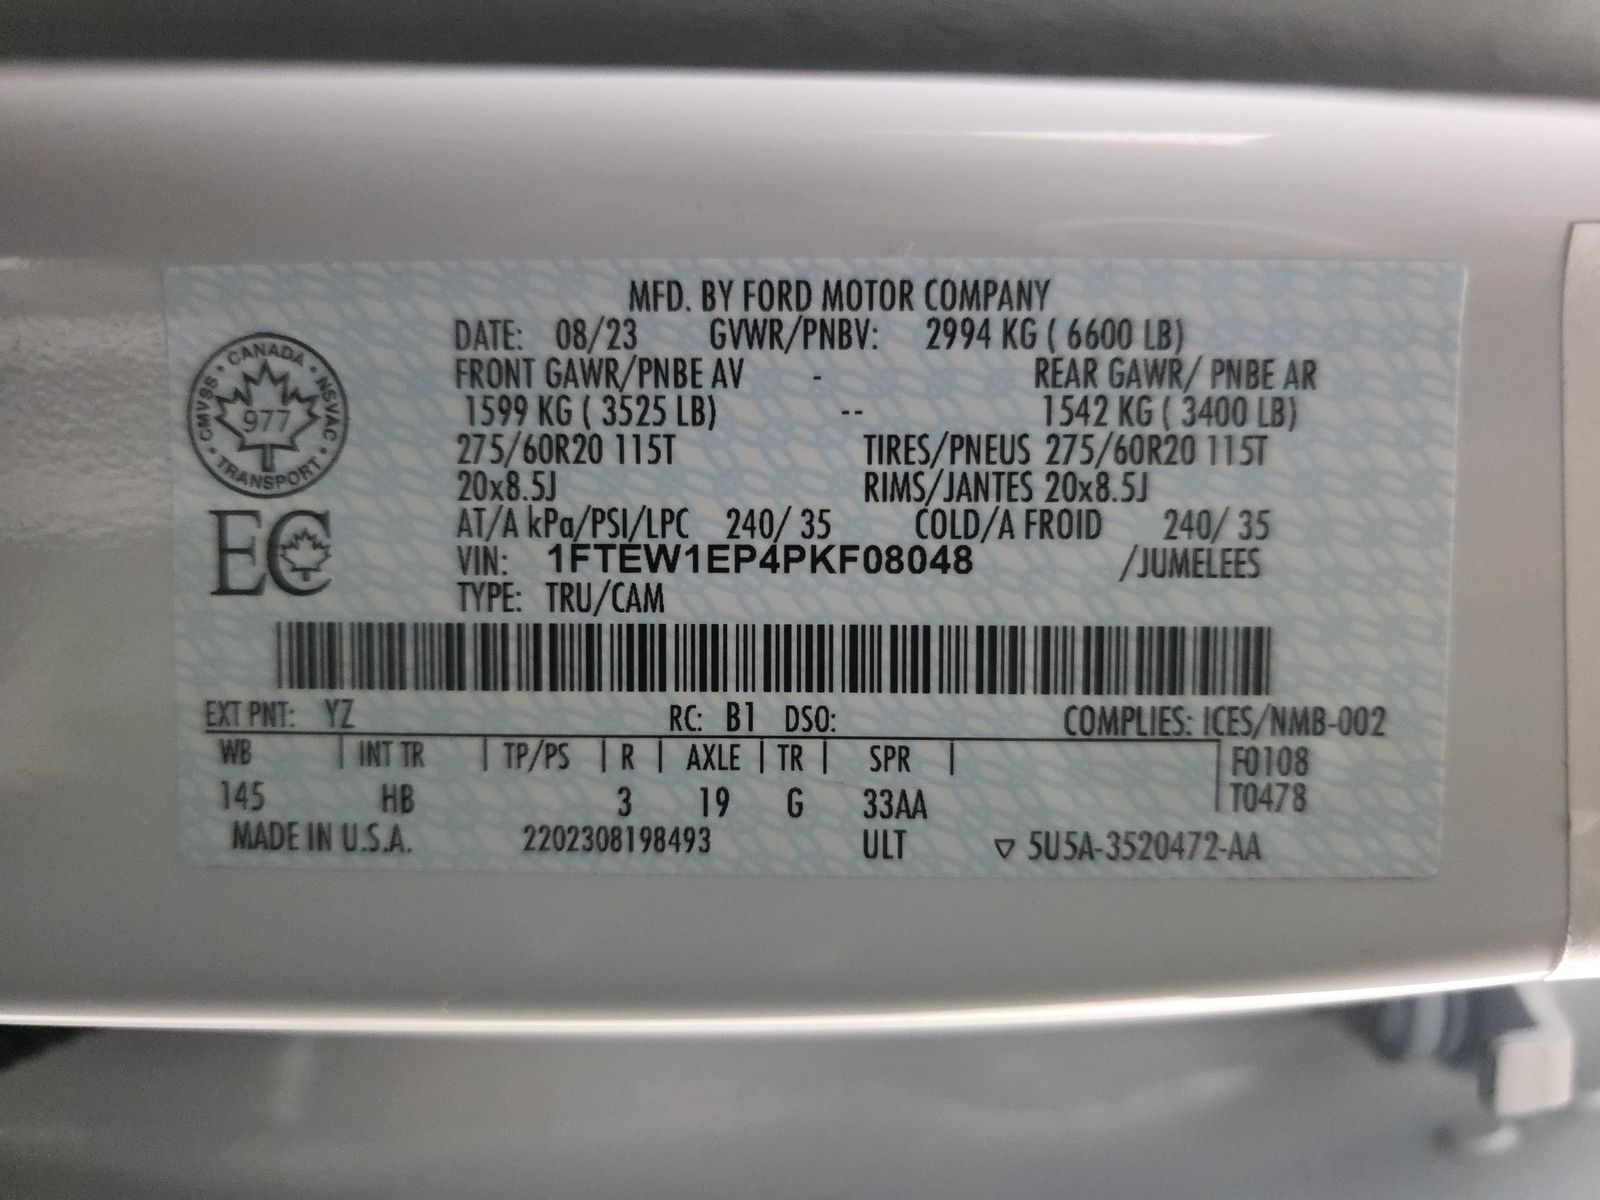 MFD. BY FORD MOTOR COMPANY
DATE: 08/23 GVWR/PNBV: 2994 KG ( 6600 LB)
FRONT GAWR/PNBE AV - REAR GAWR/ PNBE AR
1599 KG ( 3525 LB) -- 1542 KG ( 3400 LB)
275/60R20 115T TIRES/PNEUS 275/60R20 115T
20x8.5J RIMS/JANTES 20x8.5J
AT/A kPa/PSI/LPC 240/ 35 COLD/A FROID 240/ 35
VIN: 1FTEW1EP4PKF08048 /JUMELEES
TYPE: TRU/CAM
CANADA
CMVSS
NSVAC
977
TRANSPORT
EC
EXT PNT: YZ RC: B1 DSO: COMPLIES: ICES/NMB-002
WB | INT TR | TP/PS | R | AXLE | TR | SPR | F0108
145 HB 3 19 G 33AA T0478
MADE IN U.S.A. 2202308198493 ULT ▽ 5U5A-3520472-AA